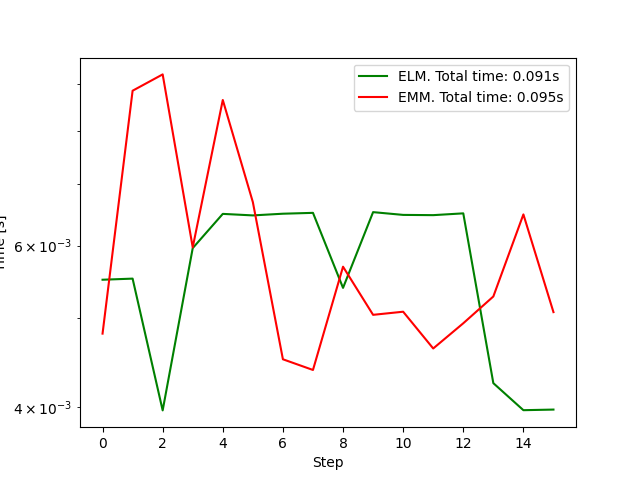 ELM. Total time: 0.091s
EMM. Total time: 0.095s
Time [s]
6 × 10⁻³
4 × 10⁻³
0 2 4 6 8 10 12 14
Step